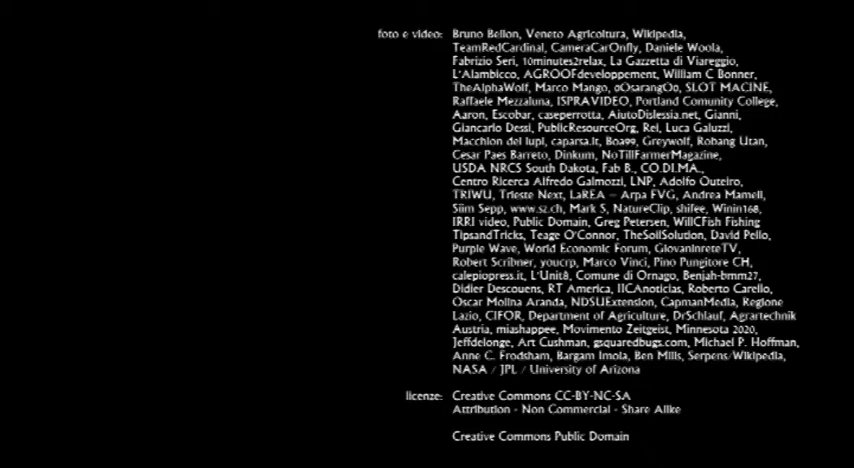 foto e video: Bruno Bellon, Veneto Agricoltura, Wikipedia,
TeamRedCardinal, CameraCarOnfly, Daniele Woola,
Fabrizio Seri, 10minutes2relax, La Gazzetta di Viareggio,
L'Alambicco, AGROOFdeveloppement, William C Bonner,
TheAlphaWolf, Marco Mango, 0OsarangO0, SLOT MACINE,
Raffaele Mezzaluna, ISPRAVIDEO, Portland Comunity College,
Aaron, Escobar, caseperrotta, AiutoDislessia.net, Gianni,
Giancarlo Dessi, PublicResourceOrg, Rei, Luca Galuzzi,
Macchion dei lupi, caparsa.it, Boa99, Greywolf, Robang Utan,
Cesar Paes Barreto, Dinkum, NoTillFarmerMagazine,
USDA NRCS South Dakota, Fab B., CO.DI.MA.,
Centro Ricerca Alfredo Galmozzi, LNP, Adolfo Outeiro,
TRIWU, Trieste Next, LaREA – Arpa FVG, Andrea Mameli,
Siim Sepp, www.sz.ch, Mark S, NatureClip, shifee, Winin168,
IRRI video, Public Domain, Greg Petersen, WillCFish Fishing
TipsandTricks, Teage O'Connor, TheSoilSolution, David Pello,
Purple Wave, World Economic Forum, GiovaninreteTV,
Robert Scribner, youcrp, Marco Vinci, Pino Pungitore CH,
calepiopress.it, L'Unit8, Comune di Ornago, Benjah-bmm27,
Didier Descouens, RT America, IICAnoticias, Roberto Carello,
Oscar Molina Aranda, NDSUExtension, CapmanMedia, Regione
Lazio, CIFOR, Department of Agriculture, DrSchlauf, Agrartechnik
Austria, miashappee, Movimento Zeitgeist, Minnesota 2020,
Jeffdelonge, Art Cushman, gsquaredbugs.com, Michael P. Hoffman,
Anne C. Frodsham, Bargam Imola, Ben Mills, Serpens/Wikipedia,
NASA / JPL / University of Arizona
licenze: Creative Commons CC-BY-NC-SA
Attribution - Non Commercial - Share Alike
Creative Commons Public Domain